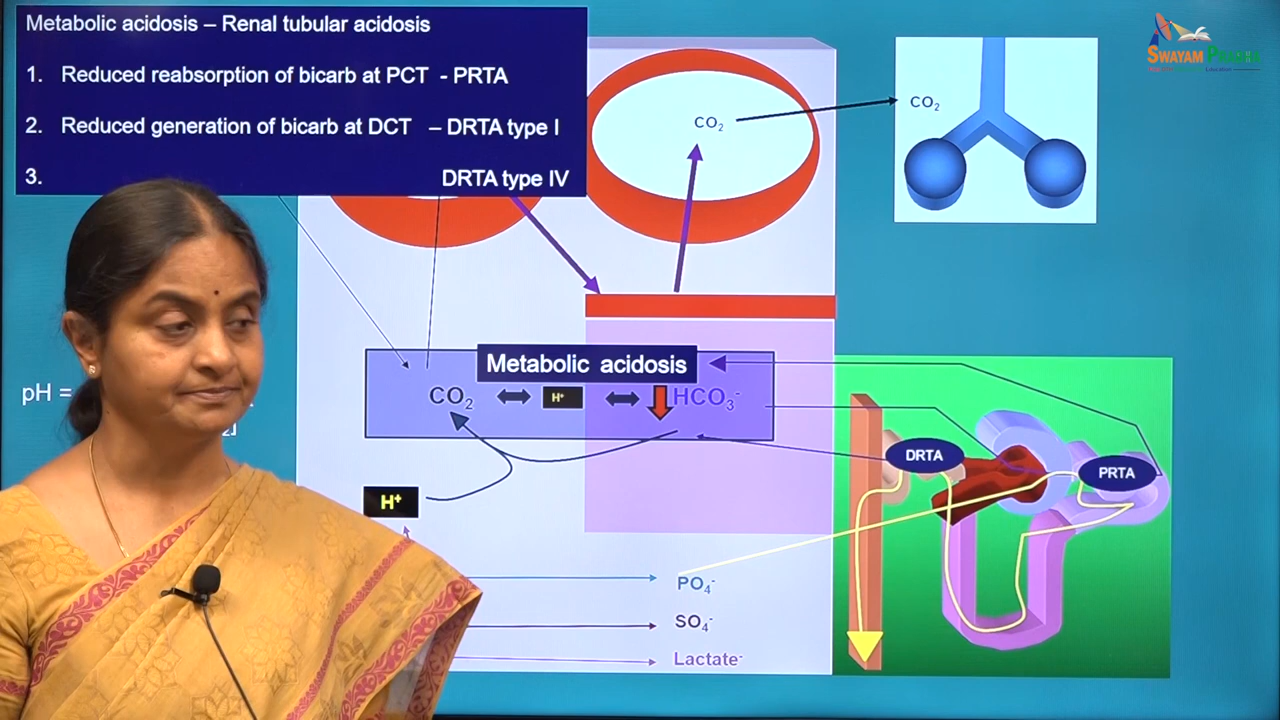 Metabolic acidosis – Renal tubular acidosis
1. Reduced reabsorption of bicarb at PCT - PRTA
2. Reduced generation of bicarb at DCT – DRTA type I
3. DRTA type IV
SWAYAM PRABHA
CO₂
CO₂
Metabolic acidosis
CO₂
H⁺
HCO₃⁻
pH =
DRTA
PRTA
H⁺
PO₄⁻
SO₄⁻
Lactate⁻